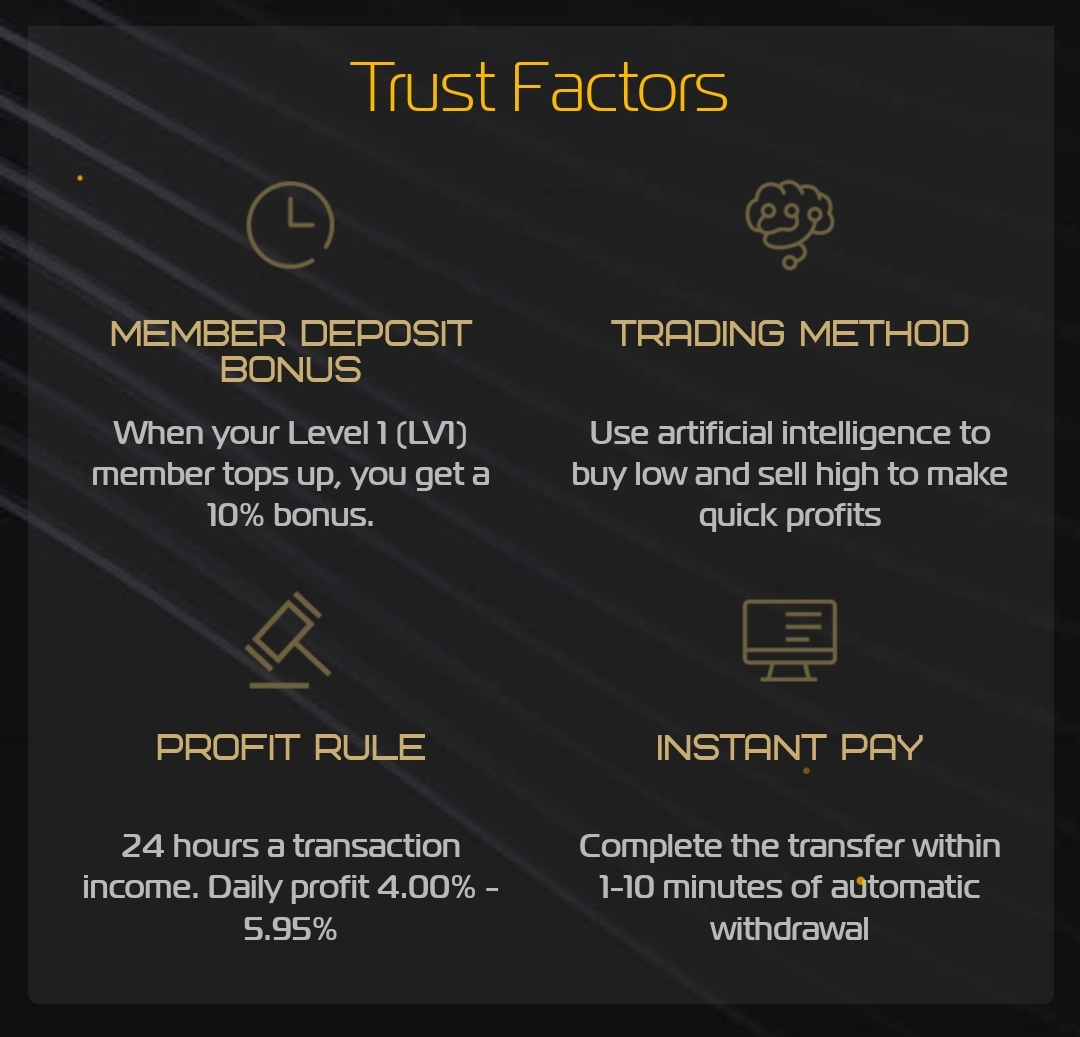 Trust Factors
MEMBER DEPOSIT
BONUS
When your Level 1 (LV1)
member tops up, you get a
10% bonus.
TRADING METHOD
Use artificial intelligence to
buy low and sell high to make
quick profits
PROFIT RULE
24 hours a transaction
income. Daily profit 4.00% -
5.95%
INSTANT PAY
Complete the transfer within
1-10 minutes of automatic
withdrawal